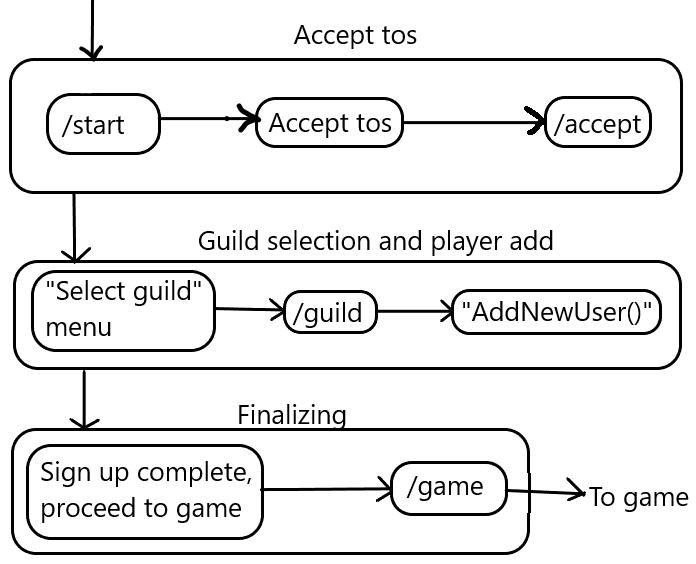 Accept tos
/start
Accept tos
/accept
Guild selection and player add
"Select guild"
menu
/guild
"AddNewUser()"
Finalizing
Sign up complete,
proceed to game
/game
To game